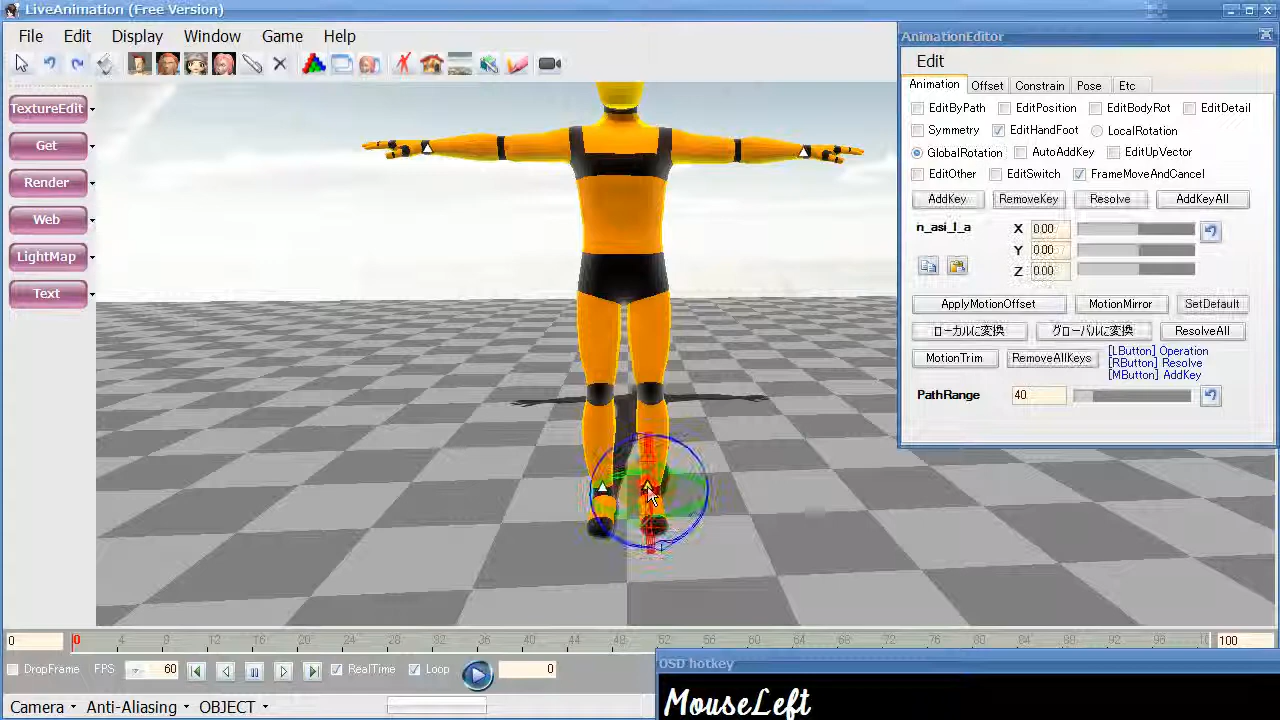 LiveAnimation (Free Version)
File Edit Display Window Game Help
TextureEdit
Get
Render
Web
LightMap
Text
AnimationEditor
Edit
Animation Offset Constrain Pose Etc
EditByPath EditPosition EditBodyRot EditDetail
Symmetry EditHandFoot LocalRotation
GlobalRotation AutoAddKey EditUpVector
EditOther EditSwitch FrameMoveAndCancel
AddKey RemoveKey Resolve AddKeyAll
n_asi_l_a X 0.00
Y 0.00
Z 0.00
ApplyMotionOffset MotionMirror SetDefault
ローカルに変換 グローバルに変換 ResolveAll
MotionTrim RemoveAllKeys [LButton] Operation
[RButton] Resolve
[MButton] AddKey
PathRange 40
0 0 4 8 12 16 20 24 28 32 36 40 44 48 52 56 60 64 68 72 76 80 84 88 92 96 100
DropFrame FPS 60 RealTime Loop 0
OSD hotkey
MouseLeft
Camera Anti-Aliasing OBJECT